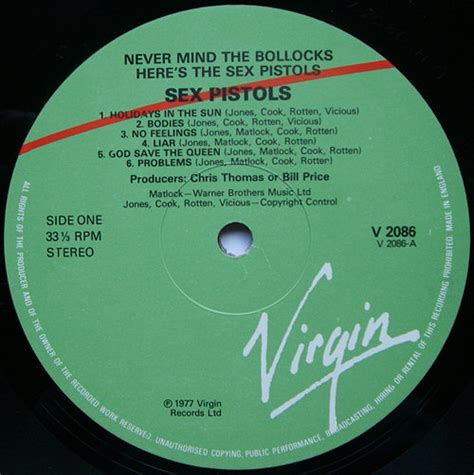 NEVER MIND THE BOLLOCKS
HERE'S THE SEX PISTOLS
SEX PISTOLS
1. HOLIDAYS IN THE SUN (Jones, Cook, Rotten, Vicious)
2. BODIES (Jones, Cook, Rotten, Vicious)
3. NO FEELINGS (Jones, Matlock, Cook, Rotten)
4. LIAR (Jones, Matlock, Cook, Rotten)
5. GOD SAVE THE QUEEN (Jones, Matlock, Cook, Rotten)
6. PROBLEMS (Jones, Matlock, Cook, Rotten)
Producers: Chris Thomas or Bill Price
Matlock—Warner Brothers Music Ltd
Jones, Cook, Rotten, Vicious—Copyright Control
SIDE ONE
33⅓ RPM
STEREO
V 2086
V 2086-A
Virgin
℗ 1977 Virgin
Records Ltd
ALL RIGHTS OF THE PRODUCER AND OF THE OWNER OF THE RECORDED WORK RESERVED. UNAUTHORISED COPYING, PUBLIC PERFORMANCE, BROADCASTING, HIRING OR RENTAL OF THIS RECORDING PROHIBITED. MADE IN ENGLAND